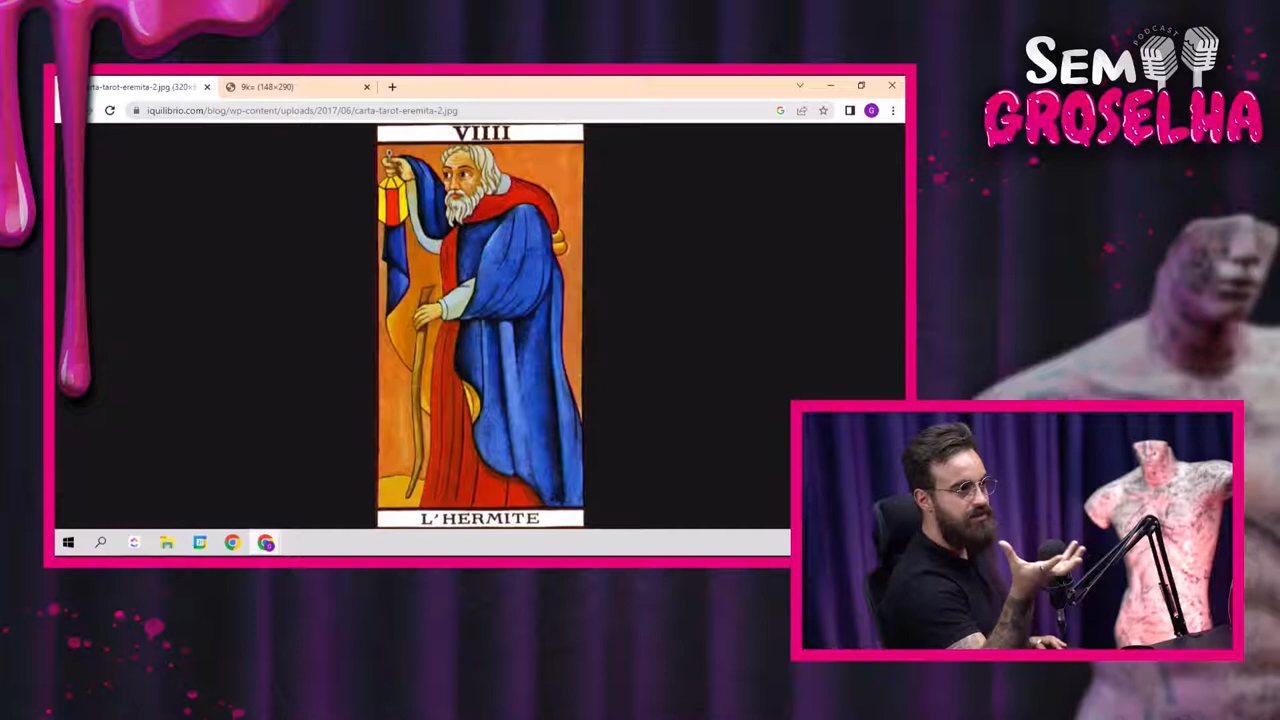 PODCAST
SEM
GROSELHA
arta-tarot-eremita-2.jpg (320×
9k= (148×290)
iquilibrio.com/blog/wp-content/uploads/2017/06/carta-tarot-eremita-2.jpg
VIIII
L'HERMITE